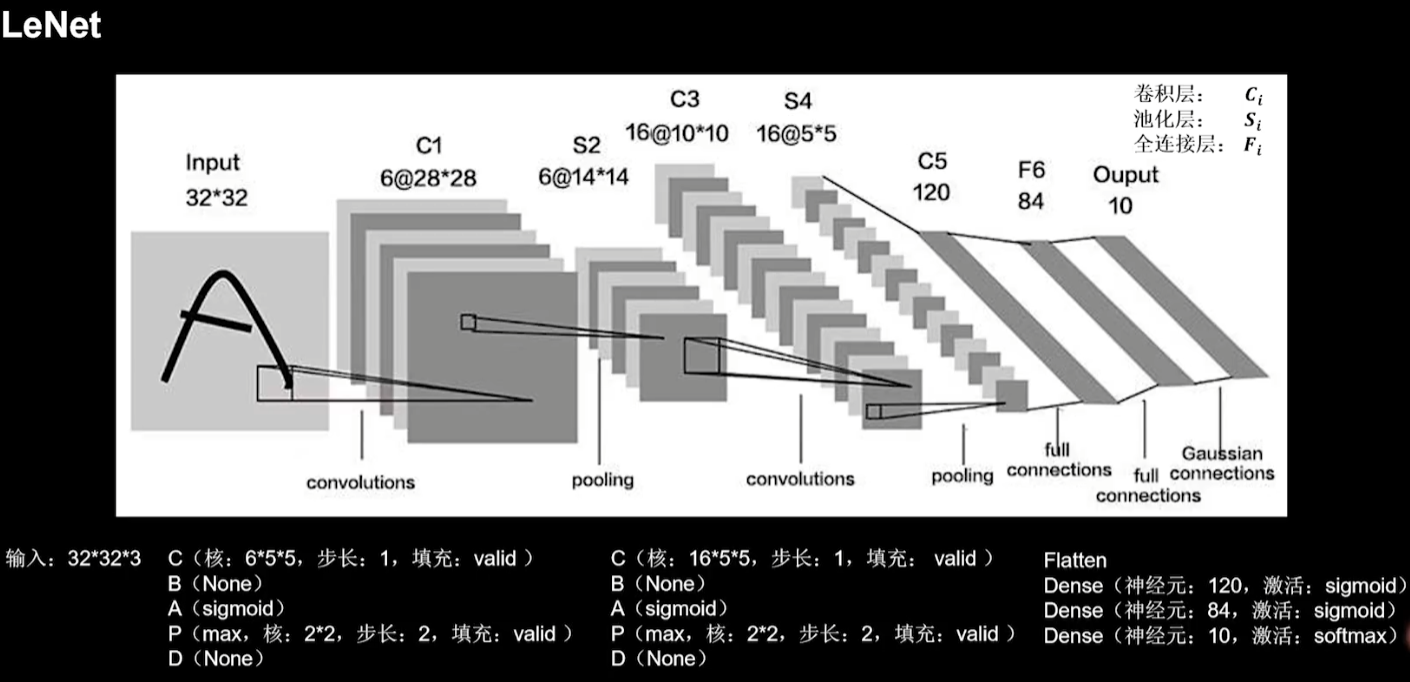 LeNet
卷积层： Cᵢ
池化层： Sᵢ
全连接层： Fᵢ
Input
32*32
C1
6@28*28
S2
6@14*14
C3
16@10*10
S4
16@5*5
C5
120
F6
84
Ouput
10
convolutions
pooling
convolutions
pooling
full
connections
full
connections
Gaussian
connections
输入：32*32*3
C（核：6*5*5，步长：1，填充：valid ）
B（None）
A（sigmoid）
P（max，核：2*2，步长：2，填充：valid ）
D（None）
C（核：16*5*5，步长：1，填充： valid ）
B（None）
A（sigmoid）
P（max，核：2*2，步长：2，填充：valid ）
D（None）
Flatten
Dense（神经元：120，激活：sigmoid）
Dense（神经元：84，激活：sigmoid）
Dense（神经元：10，激活：softmax）